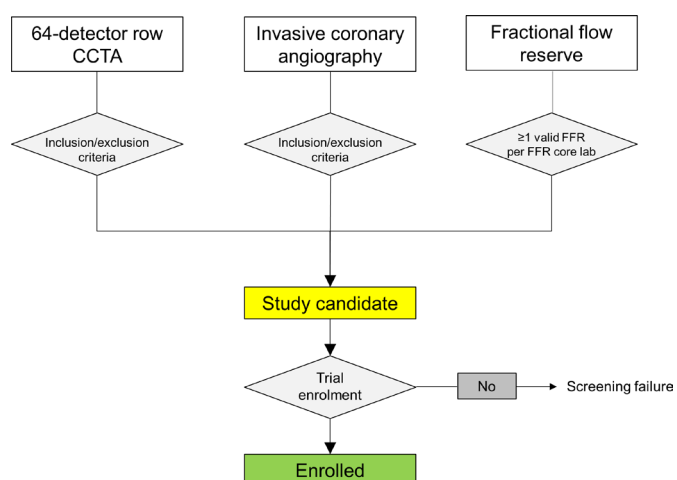 64-detector row
CCTA
Invasive coronary
angiography
Fractional flow
reserve
Inclusion/exclusion
criteria
Inclusion/exclusion
criteria
≥1 valid FFR
per FFR core lab
Study candidate
Trial
enrolment
No
Screening failure
Enrolled